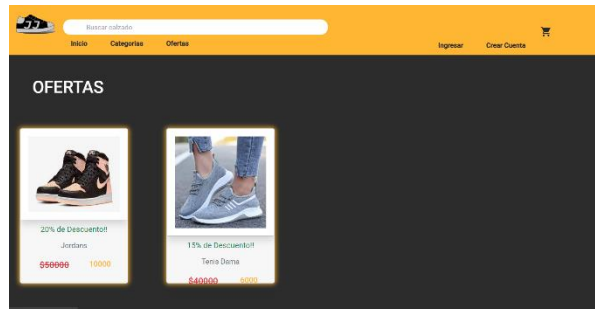 Buscar calzado.
Inicio Categorías Ofertas
Ingresar Crear Cuenta
OFERTAS
20% de Descuento!!
Jordans
$50000 10000
15% de Descuento!!
Tenis Dama
$40000 6000